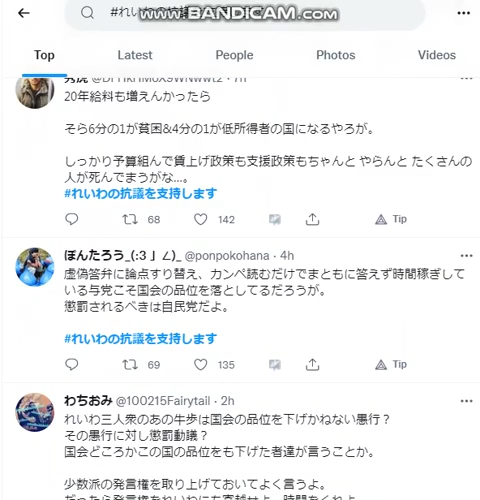 #れいわの抗議
www.BANDICAM.com
Top
Latest
People
Photos
Videos
20年給料も増えんかったら
そら6分の1が貧困&4分の1が低所得者の国になるやろが。
しっかり予算組んで賃上げ政策も支援政策もちゃんと やらんと たくさんの
人が死んでまうがな…。
#れいわの抗議を支持します
68
142
Tip
ぽんたろう_(:3 」∠)_ @ponpokohana · 4h
虚偽答弁に論点すり替え、カンペ読むだけでまともに答えず時間稼ぎして
いる与党こそ国会の品位を落としてるだろうが。
懲罰されるべきは自民党だよ。
#れいわの抗議を支持します
69
135
Tip
わちおみ @100215Fairytail · 2h
れいわ三人衆のあの牛歩は国会の品位を下げかねない愚行？
その愚行に対し懲罰動議？
国会どころかこの国の品位をも下げた者達が言うことか。
少数派の発言権を取り上げておいてよく言うよ。